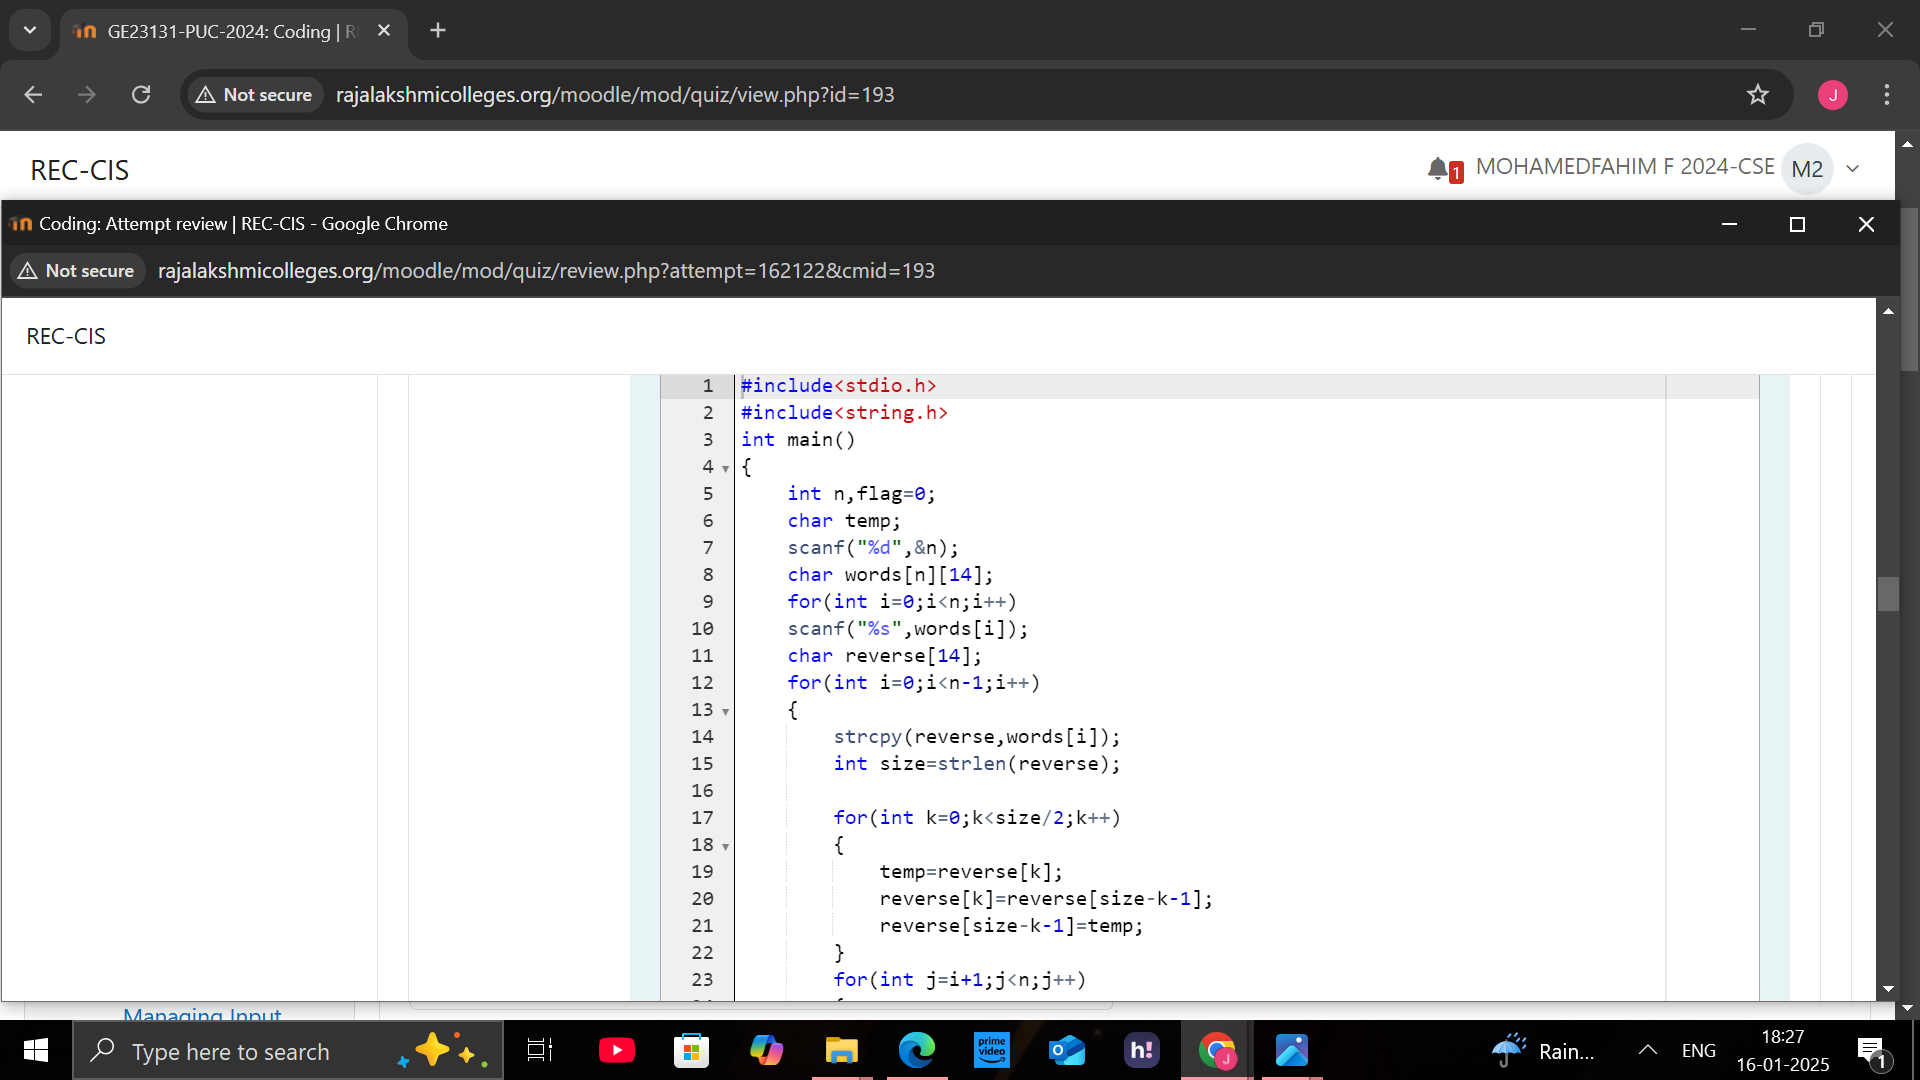 GE23131-PUC-2024: Coding | R
Not secure
rajalakshmicolleges.org/moodle/mod/quiz/view.php?id=193
J
REC-CIS
1
MOHAMEDFAHIM F 2024-CSE
M2
Coding: Attempt review | REC-CIS - Google Chrome
Not secure
rajalakshmicolleges.org/moodle/mod/quiz/review.php?attempt=162122&cmid=193
REC-CIS
1 #include<stdio.h>
2 #include<string.h>
3 int main()
4 {
5 int n,flag=0;
6 char temp;
7 scanf("%d",&n);
8 char words[n][14];
9 for(int i=0;i<n;i++)
10 scanf("%s",words[i]);
11 char reverse[14];
12 for(int i=0;i<n-1;i++)
13 {
14 strcpy(reverse,words[i]);
15 int size=strlen(reverse);
16
17 for(int k=0;k<size/2;k++)
18 {
19 temp=reverse[k];
20 reverse[k]=reverse[size-k-1];
21 reverse[size-k-1]=temp;
22 }
23 for(int j=i+1;j<n;j++)
Managing Input
Type here to search
prime video
h!
J
Rain...
ENG
18:27
16-01-2025
1